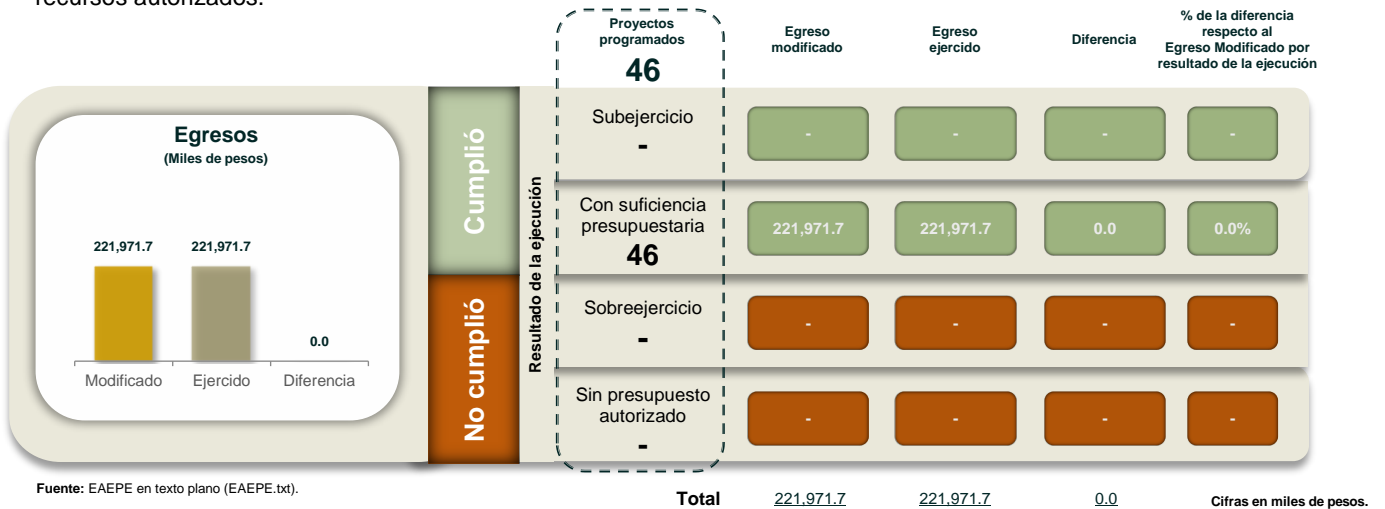 recursos autorizados.
Proyectos
programados
46
Egreso
modificado
Egreso
ejercido
Diferencia
% de la diferencia
respecto al
Egreso Modificado por
resultado de la ejecución
Egresos
(Miles de pesos)
221,971.7
221,971.7
0.0
Modificado
Ejercido
Diferencia
Cumplió
No cumplió
Resultado de la ejecución
Subejercicio
-
-
-
-
-
Con suficiencia
presupuestaria
46
221,971.7
221,971.7
0.0
0.0%
Sobreejercicio
-
-
-
-
-
Sin presupuesto
autorizado
-
-
-
-
-
Fuente: EAEPE en texto plano (EAEPE.txt).
Total
221,971.7
221,971.7
0.0
Cifras en miles de pesos.